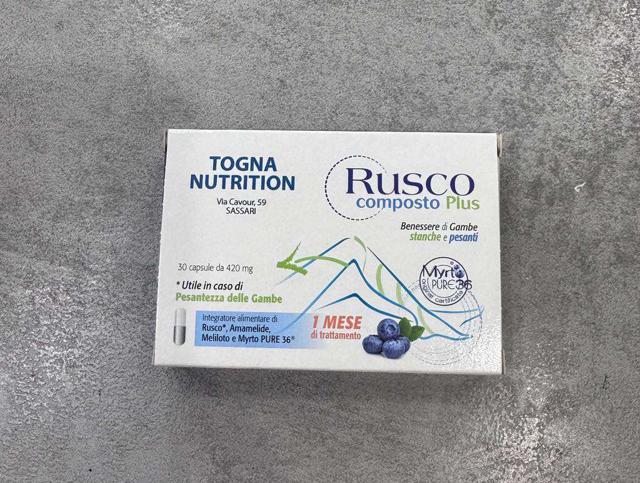 TOGNA
NUTRITION
Via Cavour, 59
SASSARI
Rusco
composto Plus
Benessere di Gambe
stanche e pesanti
30 capsule da 420 mg
* Utile in caso di
Pesantezza delle Gambe
Myrto
PURE 36
original certificato
Integratore alimentare di
Rusco*, Amamelide,
Meliloto e Myrto PURE 36®
1 MESE
di trattamento